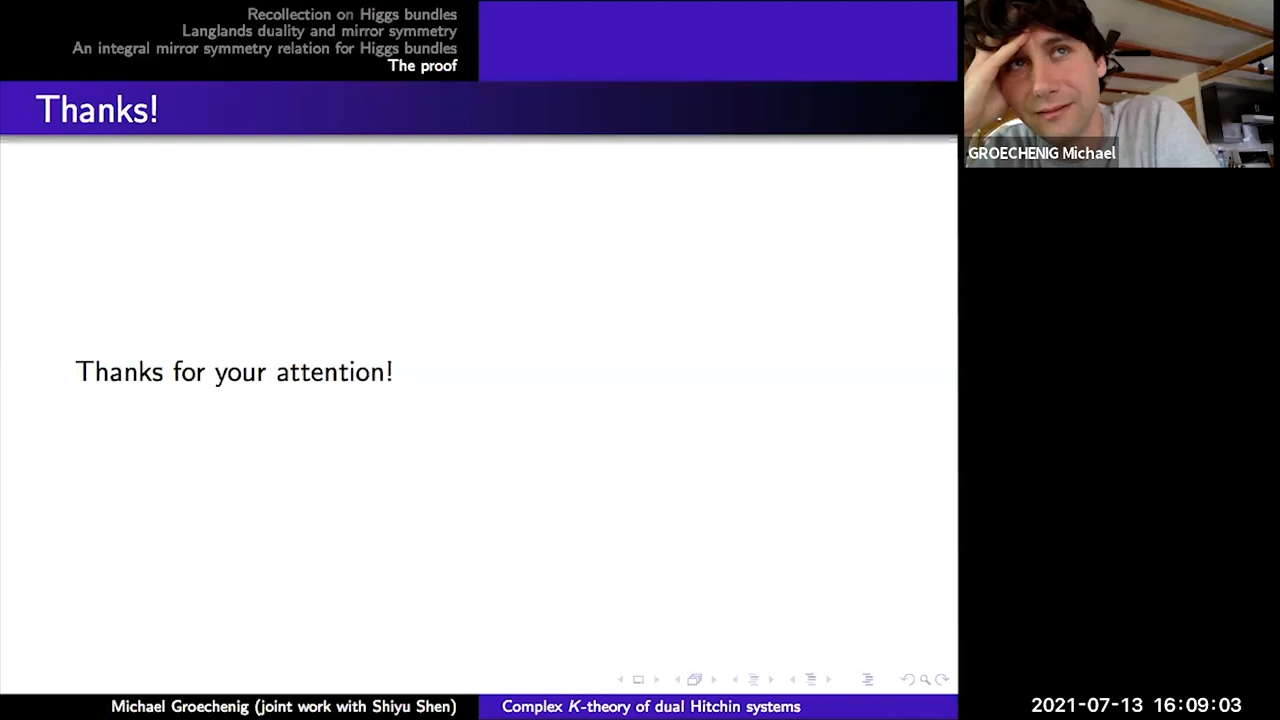 Recollection on Higgs bundles
Langlands duality and mirror symmetry
An integral mirror symmetry relation for Higgs bundles
The proof
Thanks!
GROECHENIG Michael
Thanks for your attention!
Michael Groechenig (joint work with Shiyu Shen)
Complex K-theory of dual Hitchin systems
2021-07-13 16:09:03